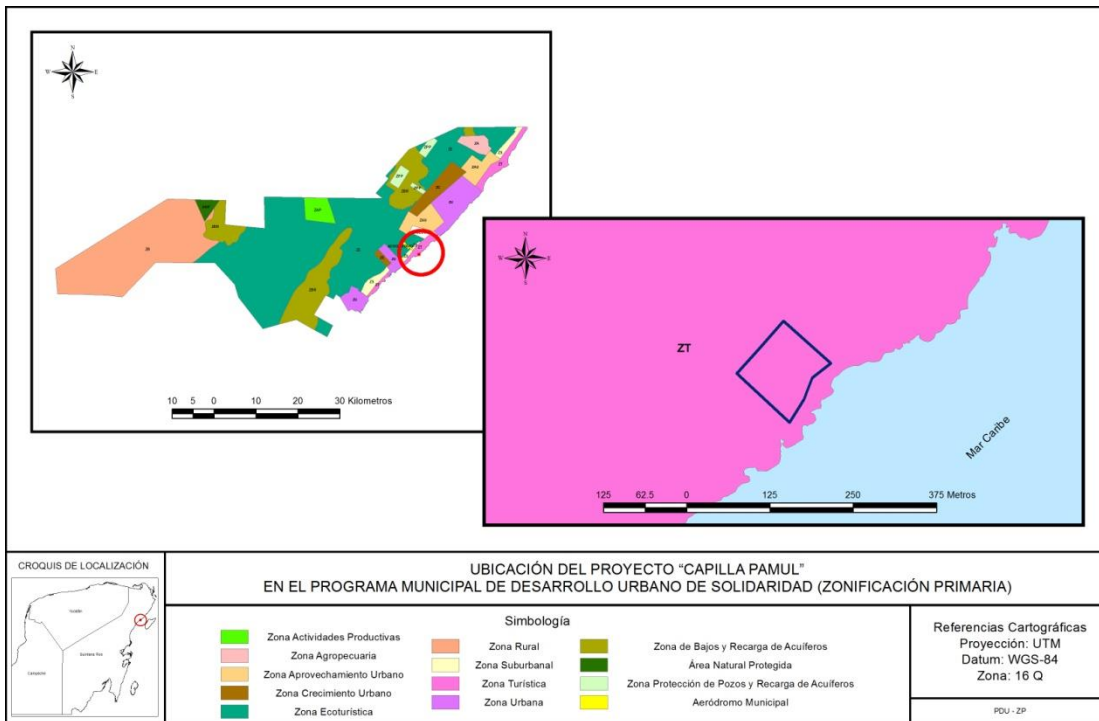 N
W E
S
10 5 0 10 20 30 Kilometros
N
W E
S
ZT
Mar Caribe
125 62.5 0 125 250 375 Metros
CROQUIS DE LOCALIZACIÓN
Yucatán
Campeche
Quintana Roo
UBICACIÓN DEL PROYECTO "CAPILLA PAMUL"
EN EL PROGRAMA MUNICIPAL DE DESARROLLO URBANO DE SOLIDARIDAD (ZONIFICACIÓN PRIMARIA)
Simbología
Zona Actividades Productivas
Zona Agropecuaria
Zona Aprovechamiento Urbano
Zona Crecimiento Urbano
Zona Ecoturística
Zona Rural
Zona Suburbanal
Zona Turística
Zona Urbana
Zona de Bajos y Recarga de Acuíferos
Área Natural Protegida
Zona Protección de Pozos y Recarga de Acuíferos
Aeródromo Municipal
Referencias Cartográficas
Proyección: UTM
Datum: WGS-84
Zona: 16 Q
PDU - ZP